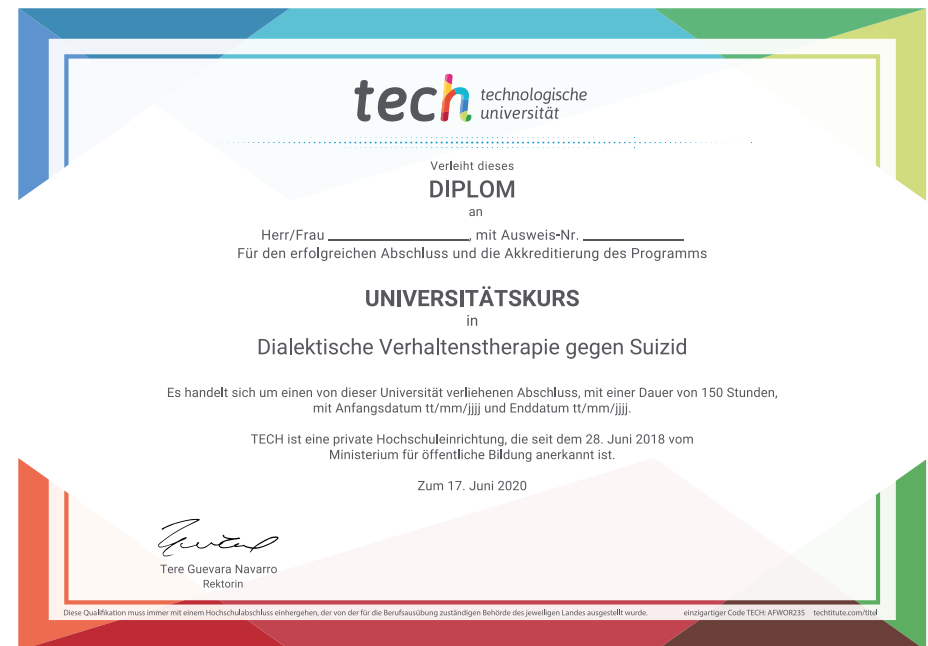 tech technologische
universität
Verleiht dieses
DIPLOM
an
Herr/Frau ____________________, mit Ausweis-Nr. ______________
Für den erfolgreichen Abschluss und die Akkreditierung des Programms
UNIVERSITÄTSKURS
in
Dialektische Verhaltenstherapie gegen Suizid
Es handelt sich um einen von dieser Universität verliehenen Abschluss, mit einer Dauer von 150 Stunden,
mit Anfangsdatum tt/mm/jjjj und Enddatum tt/mm/jjjj.
TECH ist eine private Hochschuleinrichtung, die seit dem 28. Juni 2018 vom
Ministerium für öffentliche Bildung anerkannt ist.
Zum 17. Juni 2020
Tere Guevara Navarro
Rektorin
Diese Qualifikation muss immer mit einem Hochschulabschluss einhergehen, der von der für die Berufsausübung zuständigen Behörde des jeweiligen Landes ausgestellt wurde. einzigartiger Code TECH: AFWOR23S techtitute.com/titel